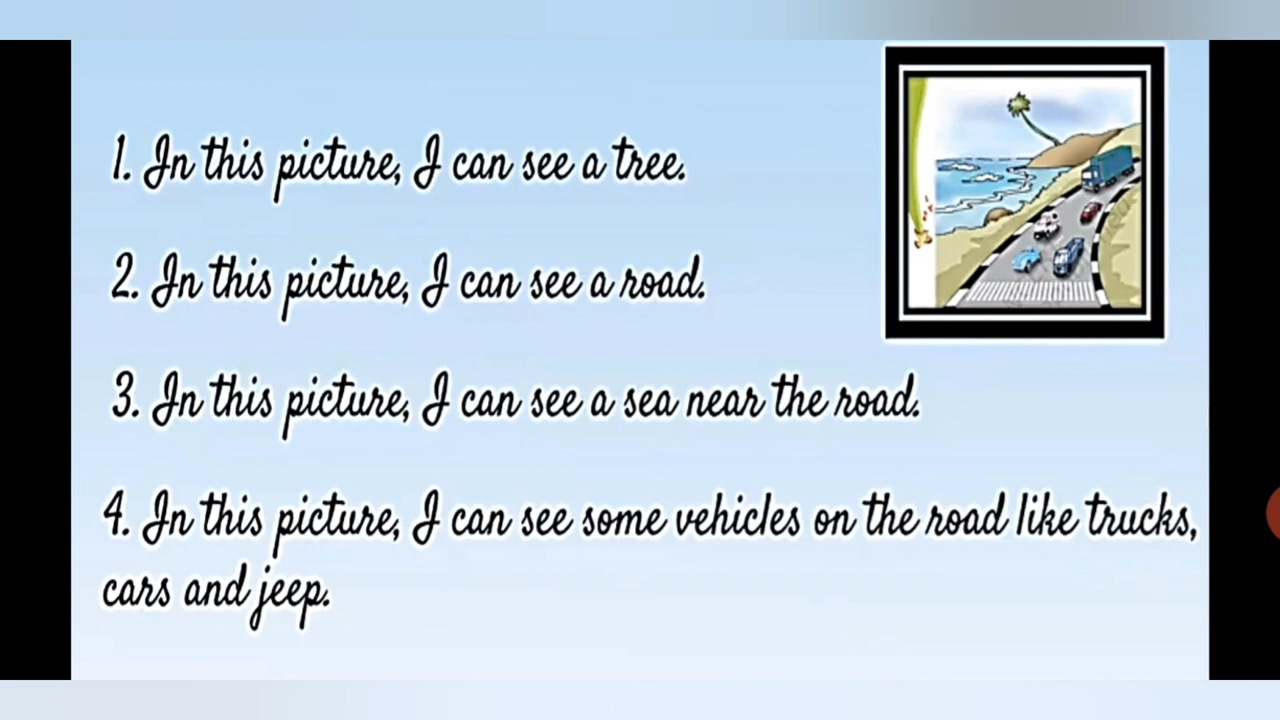 1. In this picture, I can see a tree.
2. In this picture, I can see a road.
3. In this picture, I can see a sea near the road.
4. In this picture, I can see some vehicles on the road like trucks,
cars and jeep.